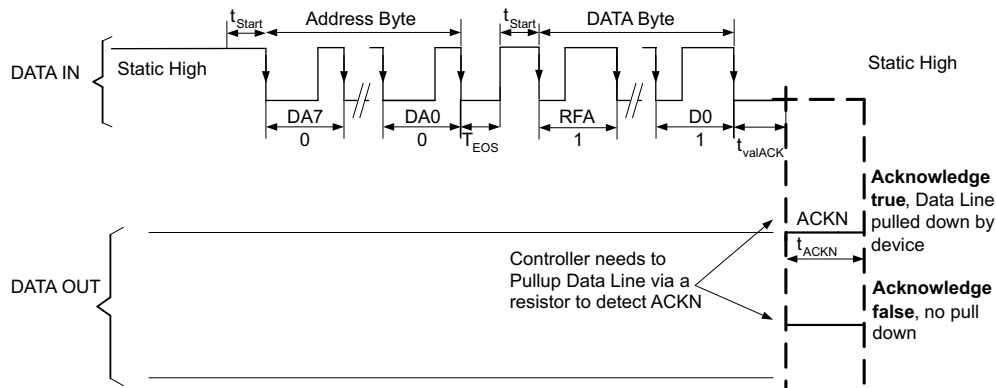 tStart
Address Byte
tStart
DATA Byte
DATA IN
Static High
Static High
DA7
DA0
TEOS
RFA
D0
0
0
1
1
tvalACK
Acknowledge
true, Data Line
pulled down by
device
ACKN
tACKN
Controller needs to
Pullup Data Line via a
resistor to detect ACKN
DATA OUT
Acknowledge
false, no pull
down